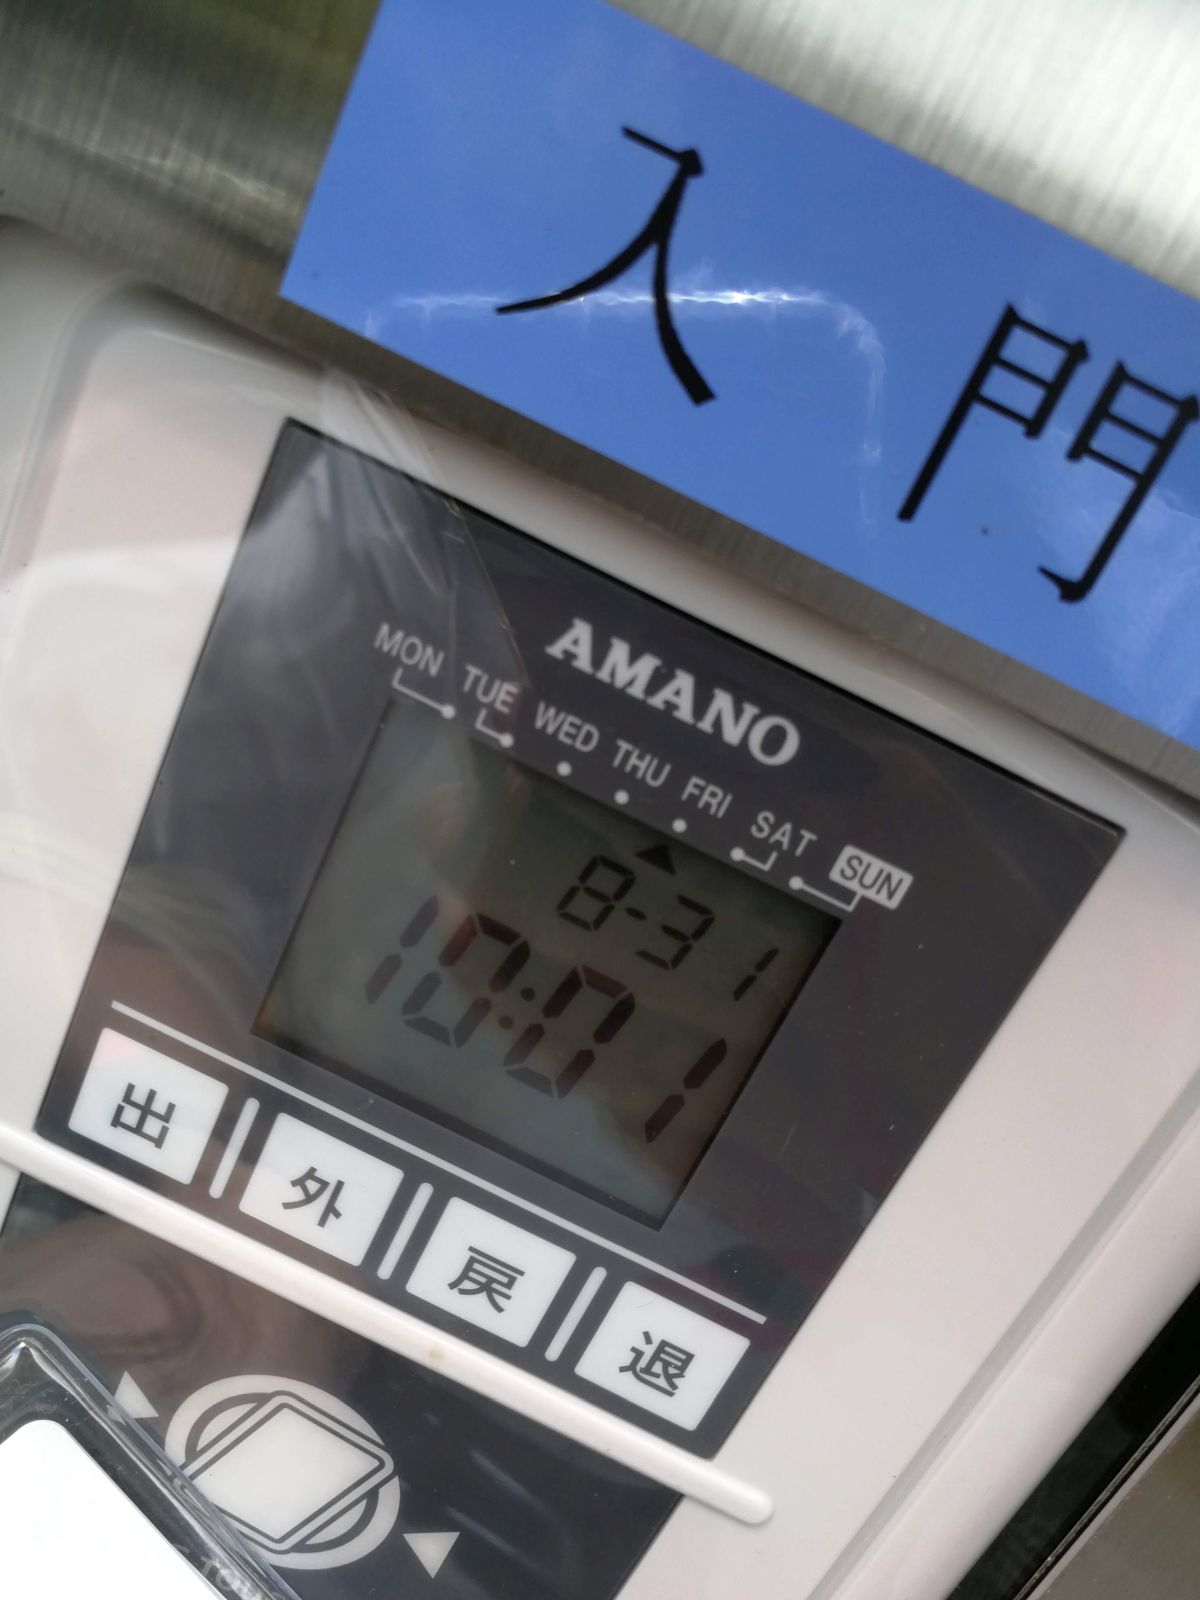 入門
AMANO
MON TUE WED THU FRI SAT SUN
8-31
10:01
出 外 戻 退